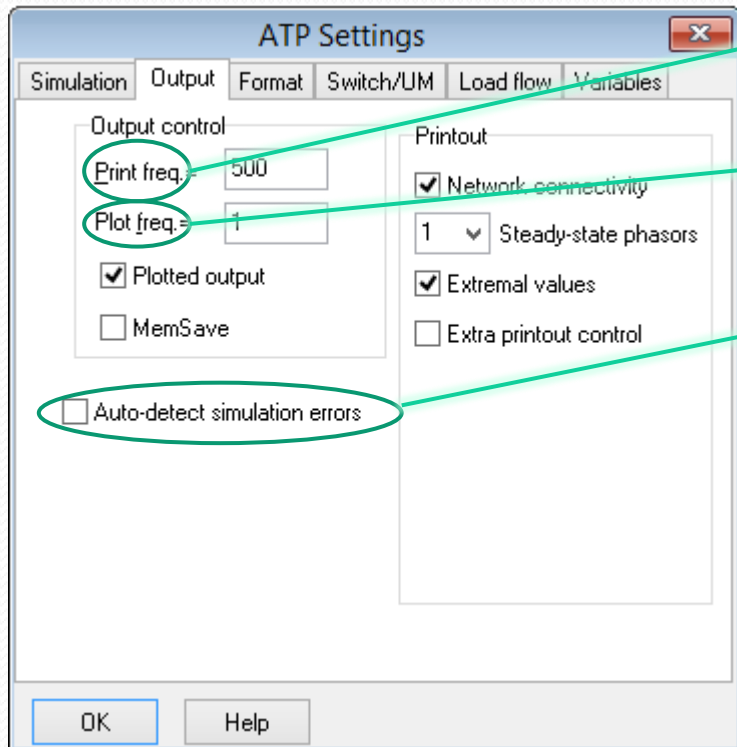 ATP Settings
Simulation Output Format Switch/UM Load flow Variables
Output control
Print freq.= 500
Plot freq.= 1
Plotted output
MemSave
Auto-detect simulation errors
Printout
Network connectivity
1 Steady-state phasors
Extremal values
Extra printout control
OK Help